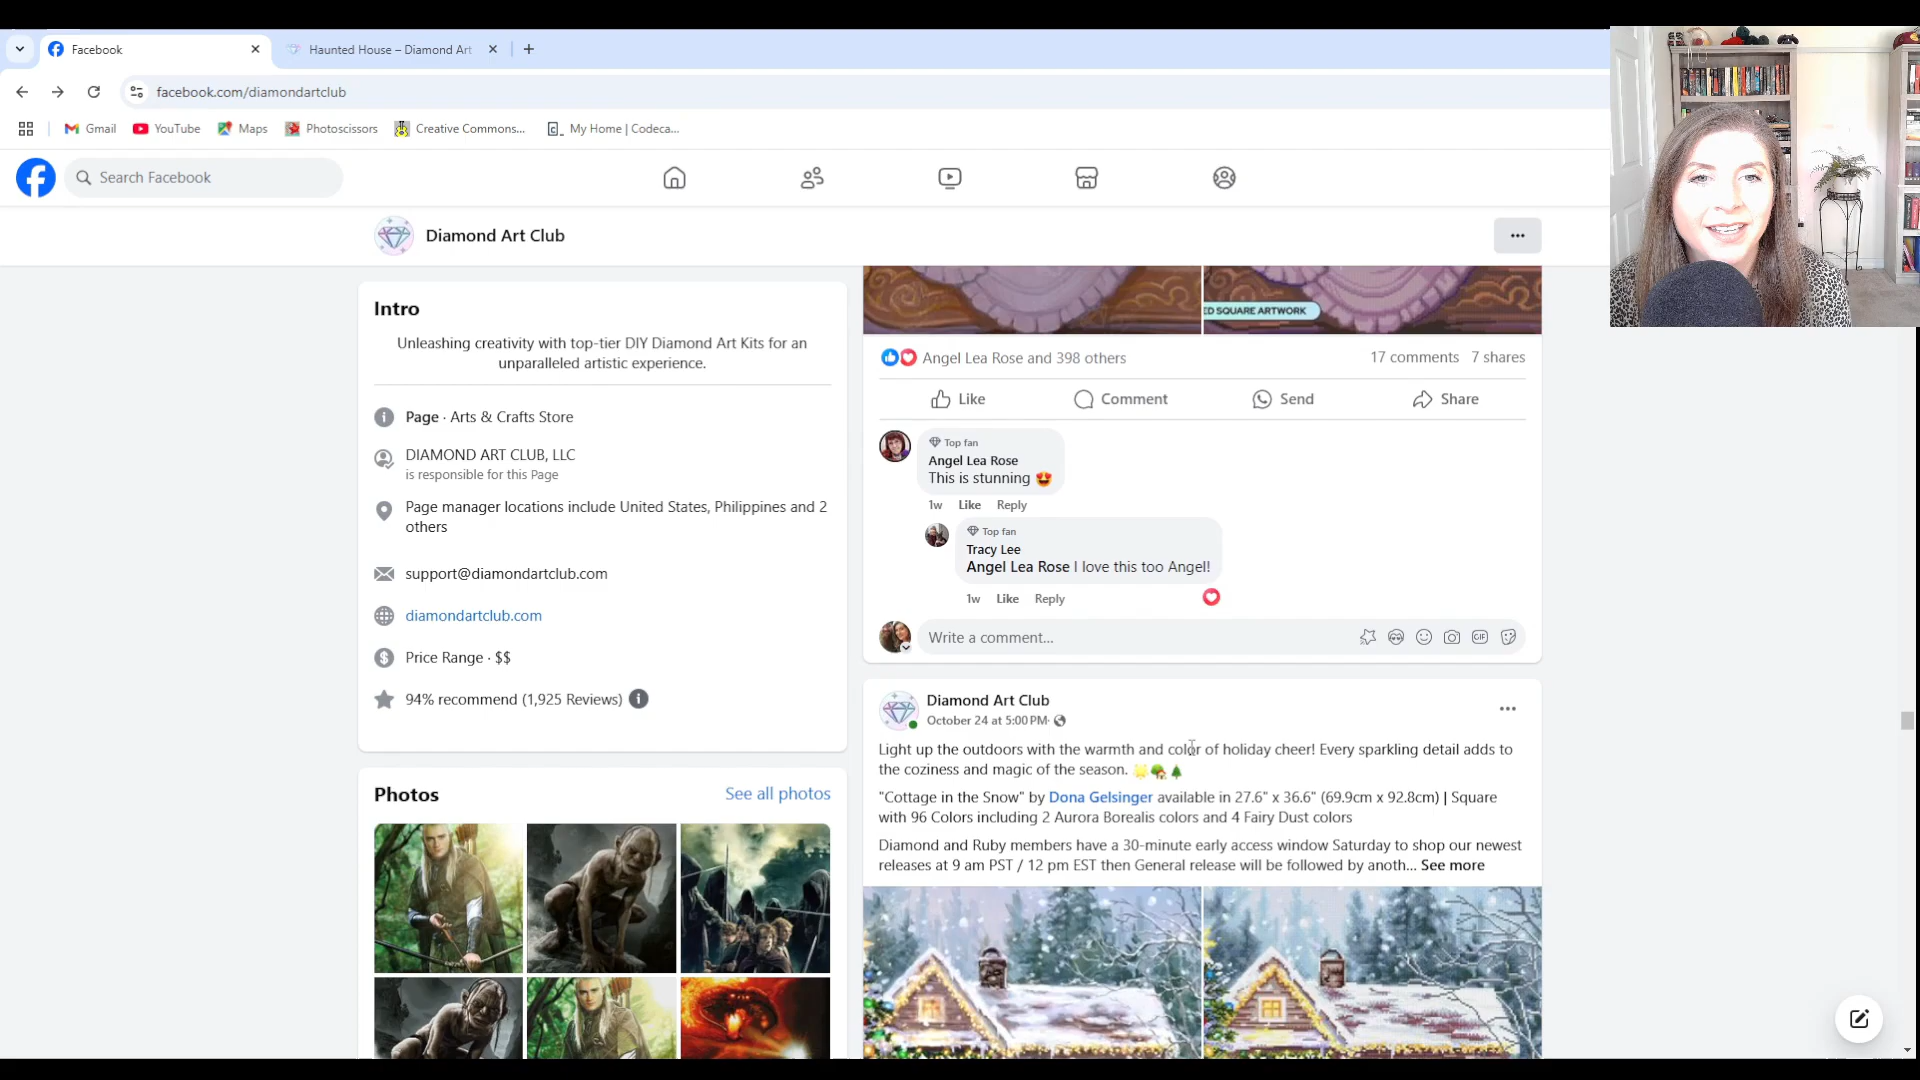 Facebook
Haunted House – Diamond Art
facebook.com/diamondartclub
Gmail
YouTube
Maps
Photoscissors
Creative Commons...
My Home | Codeca...
Search Facebook
Diamond Art Club
Intro
Unleashing creativity with top-tier DIY Diamond Art Kits for an
unparalleled artistic experience.
Page · Arts & Crafts Store
DIAMOND ART CLUB, LLC
is responsible for this Page
Page manager locations include United States, Philippines and 2
others
support@diamondartclub.com
diamondartclub.com
Price Range · $$
94% recommend (1,925 Reviews)
Photos
See all photos
ED SQUARE ARTWORK
Angel Lea Rose and 398 others
17 comments 7 shares
Like
Comment
Send
Share
Top fan
Angel Lea Rose
This is stunning 😍
1w Like Reply
Top fan
Tracy Lee
Angel Lea Rose I love this too Angel!
1w Like Reply
Write a comment...
GIF
Diamond Art Club
October 24 at 5:00 PM ·
Light up the outdoors with the warmth and color of holiday cheer! Every sparkling detail adds to
the coziness and magic of the season. 🌟🏡🌲
"Cottage in the Snow" by Dona Gelsinger available in 27.6" x 36.6" (69.9cm x 92.8cm) | Square
with 96 Colors including 2 Aurora Borealis colors and 4 Fairy Dust colors
Diamond and Ruby members have a 30-minute early access window Saturday to shop our newest
releases at 9 am PST / 12 pm EST then General release will be followed by anoth... See more